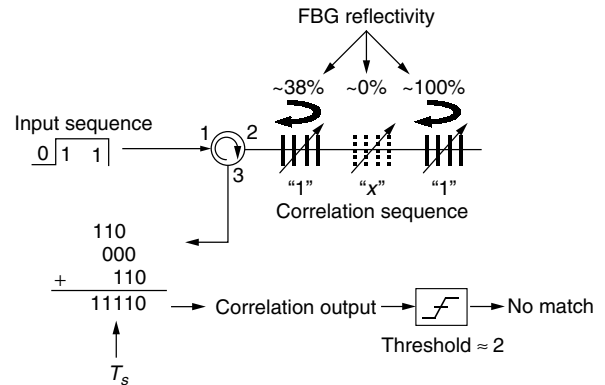 FBG reflectivity
~38% ~0% ~100%
Input sequence
0 1 1
1 2
3
“1” “x” “1”
Correlation sequence
110
000
+ 110
11110
Correlation output
No match
Threshold ≈ 2
Ts